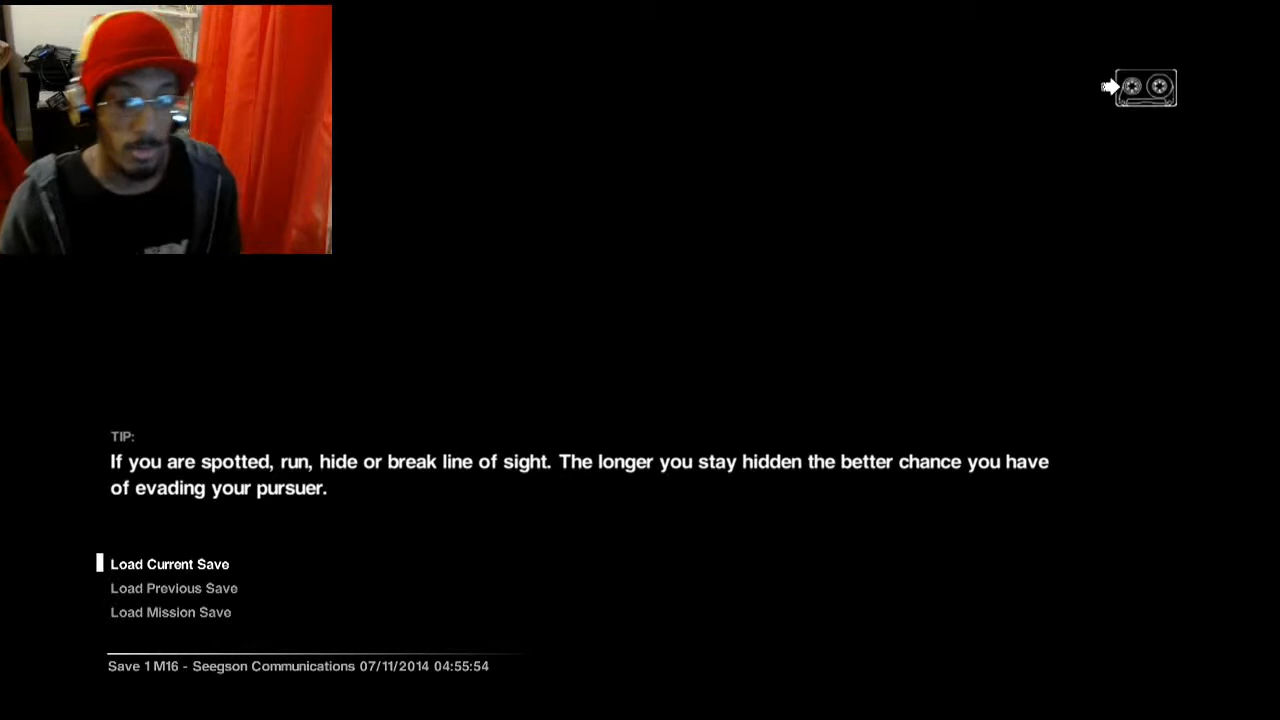 TIP:
If you are spotted, run, hide or break line of sight. The longer you stay hidden the better chance you have
of evading your pursuer.
Load Current Save
Load Previous Save
Load Mission Save
Save 1 M16 - Seegson Communications 07/11/2014 04:55:54